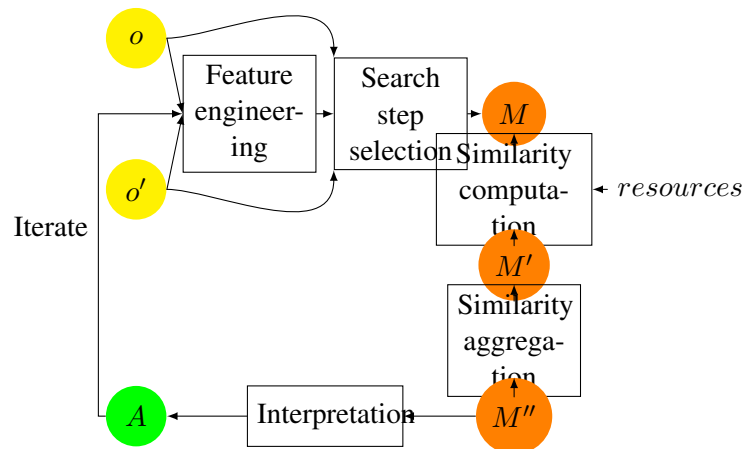 o
Feature
engineer-
ing
Search
step
selection
M
Similarity
computa-
tion
resources
o′
Iterate
M′
Similarity
aggrega-
tion
A
Interpretation
M″